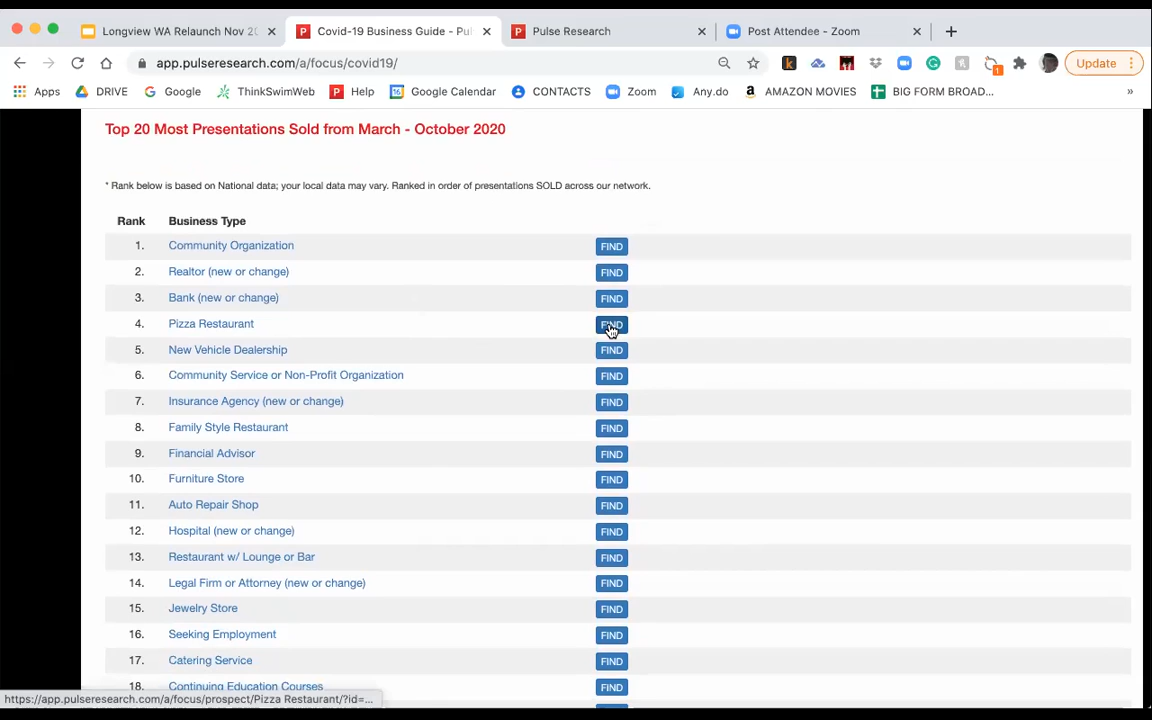 Longview WA Relaunch Nov 20
Covid-19 Business Guide - Pul
Pulse Research
Post Attendee - Zoom
app.pulseresearch.com/a/focus/covid19/
Update
1
Apps
DRIVE
Google
ThinkSwimWeb
Help
Google Calendar
CONTACTS
Zoom
Any.do
AMAZON MOVIES
BIG FORM BROAD...
»
Top 20 Most Presentations Sold from March - October 2020
* Rank below is based on National data; your local data may vary. Ranked in order of presentations SOLD across our network.
Rank Business Type
1. Community Organization FIND
2. Realtor (new or change) FIND
3. Bank (new or change) FIND
4. Pizza Restaurant FIND
5. New Vehicle Dealership FIND
6. Community Service or Non-Profit Organization FIND
7. Insurance Agency (new or change) FIND
8. Family Style Restaurant FIND
9. Financial Advisor FIND
10. Furniture Store FIND
11. Auto Repair Shop FIND
12. Hospital (new or change) FIND
13. Restaurant w/ Lounge or Bar FIND
14. Legal Firm or Attorney (new or change) FIND
15. Jewelry Store FIND
16. Seeking Employment FIND
17. Catering Service FIND
18. Continuing Education Courses FIND
https://app.pulseresearch.com/a/focus/prospect/Pizza Restaurant/?id=...